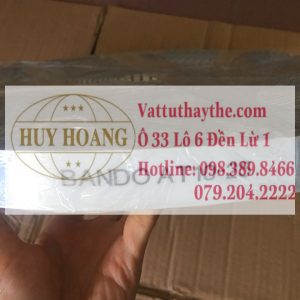 HUY HOANG
Vattuthaythe.com
Ô 33 Lô 6 Đền Lừ 1
Hotline: 098.389.8466
079.204.2222
BANDO